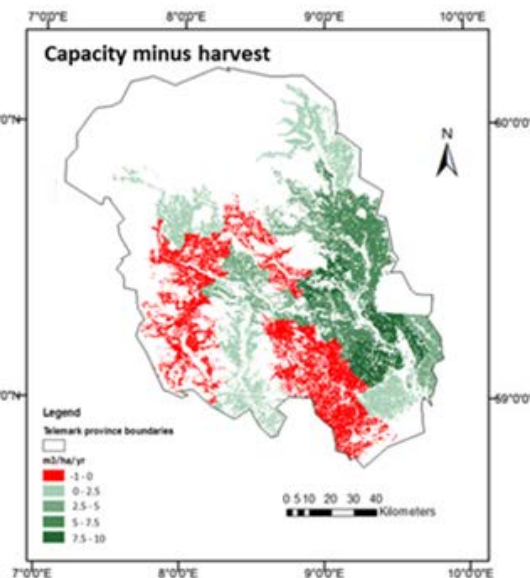 7°0'0"E 8°0'0"E 9°0'0"E 10°0'0"E
Capacity minus harvest
0'N 60°0'0'
N
0'N 59°0'0'
Legend
Telemark province boundaries
m3/ha/yr
-1 - 0
0 - 2.5
2.5 - 5
5 - 7.5
7.5 - 10
0 5 10 20 30 40
Kilometers
7°0'0"E 8°0'0"E 9°0'0"E 10°0'0"E